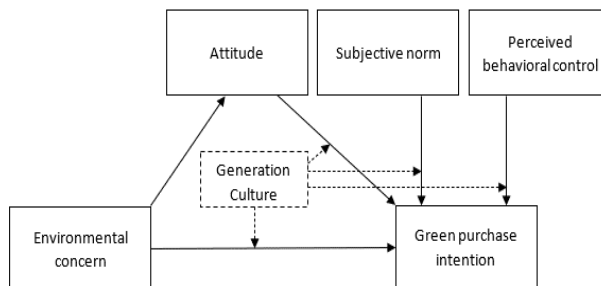 Attitude
Subjective norm
Perceived
behavioral control
Generation
Culture
Environmental
concern
Green purchase
intention